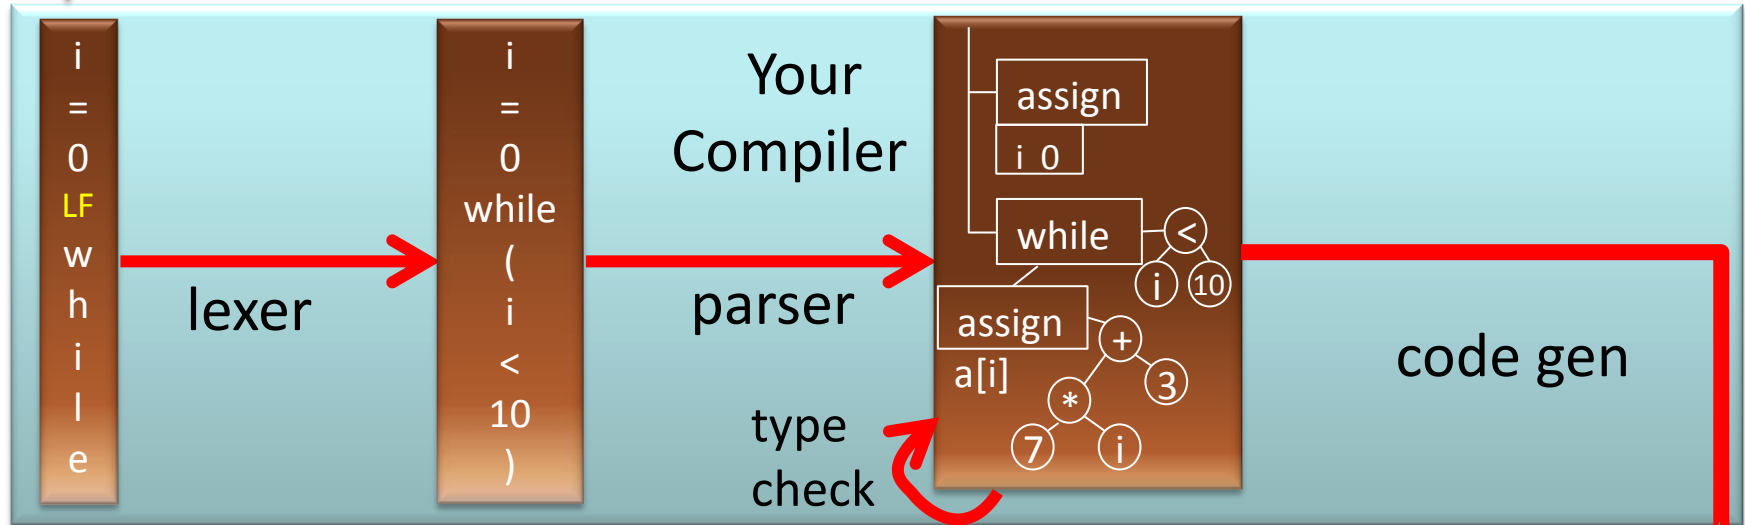 i
=
0
LF
w
h
i
l
e
lexer
i
=
0
while
(
i
<
10
)
Your
Compiler
parser
type
check
assign
i 0
while
<
i
10
assign
a[i]
+
*
3
7
i
code gen